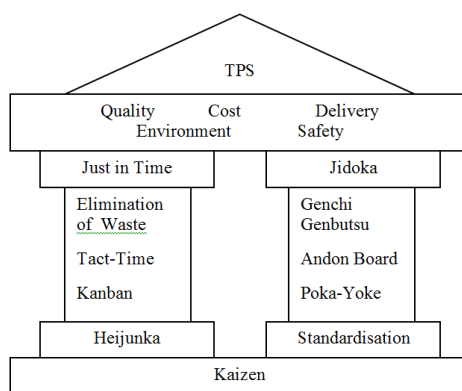 TPS
Quality Cost Delivery
Environment Safety
Just in Time
Jidoka
Elimination
of Waste
Tact-Time
Kanban
Genchi
Genbutsu
Andon Board
Poka-Yoke
Heijunka
Standardisation
Kaizen